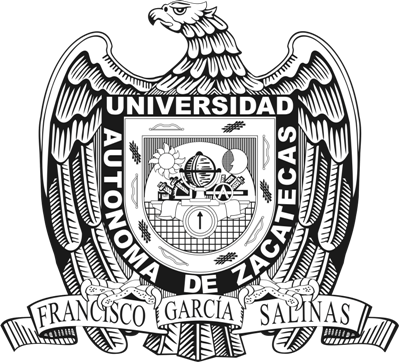 UNIVERSIDAD
AUTONOMA
DE ZACATECAS
FRANCISCO GARCÍA SALINAS